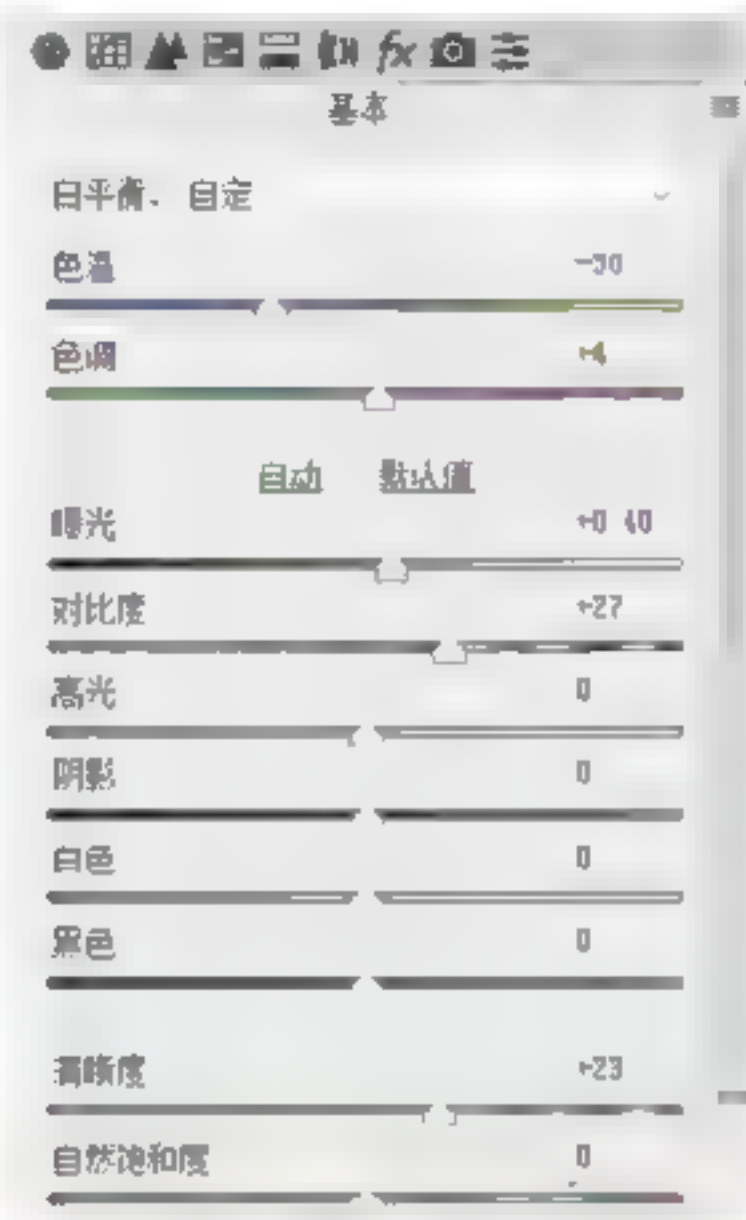 基本
白平衡: 自定
色温 -30
色调 +4
自动 默认值
曝光 +0.40
对比度 +27
高光 0
阴影 0
白色 0
黑色 0
清晰度 +23
自然饱和度 0